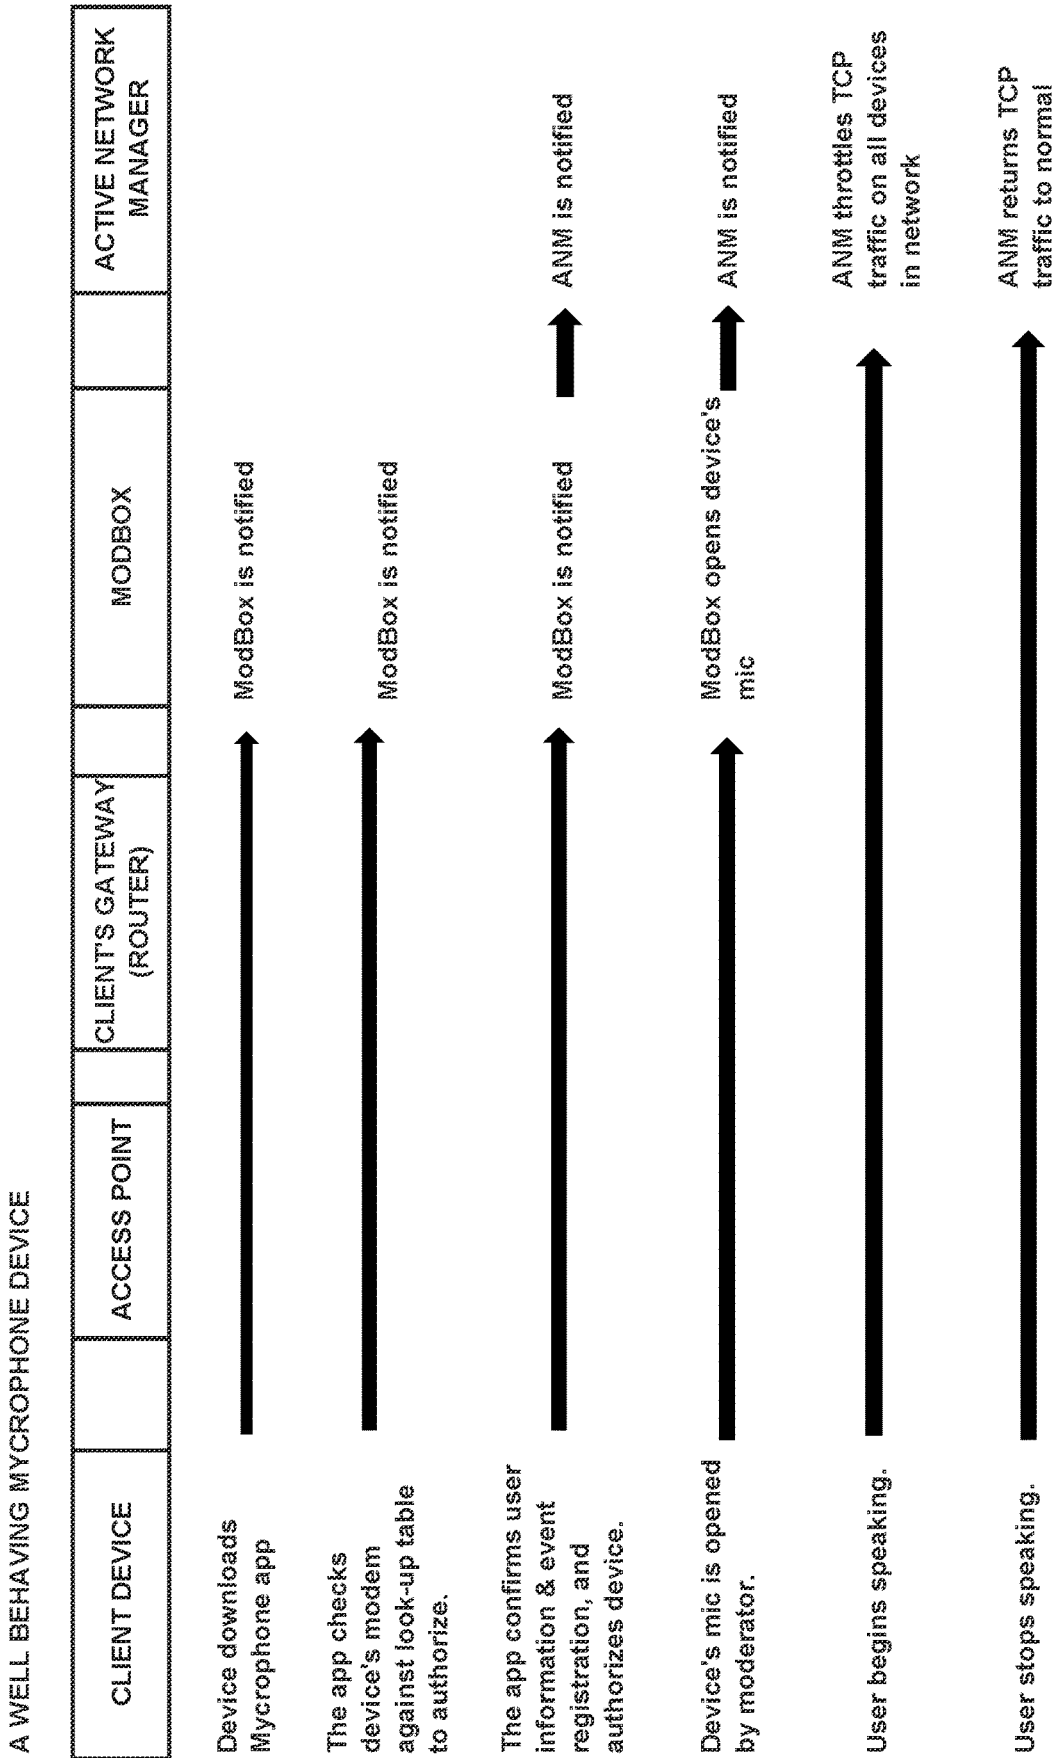 A WELL BEHAVING MYCROPHONE DEVICE
CLIENT DEVICE
ACCESS POINT
CLIENT'S GATEWAY
(ROUTER)
MODBOX
ACTIVE NETWORK
MANAGER
Device downloads
Mycrophone app
ModBox is notified
The app checks
device's modem
against look-up table
to authorize.
ModBox is notified
The app confirms user
information & event
registration, and
authorizes device.
ModBox is notified
ANM is notified
Device's mic is opened
by moderator.
ModBox opens device's
mic
ANM is notified
User begins speaking.
ANM throttles TCP
traffic on all devices
in network
User stops speaking.
ANM returns TCP
traffic to normal